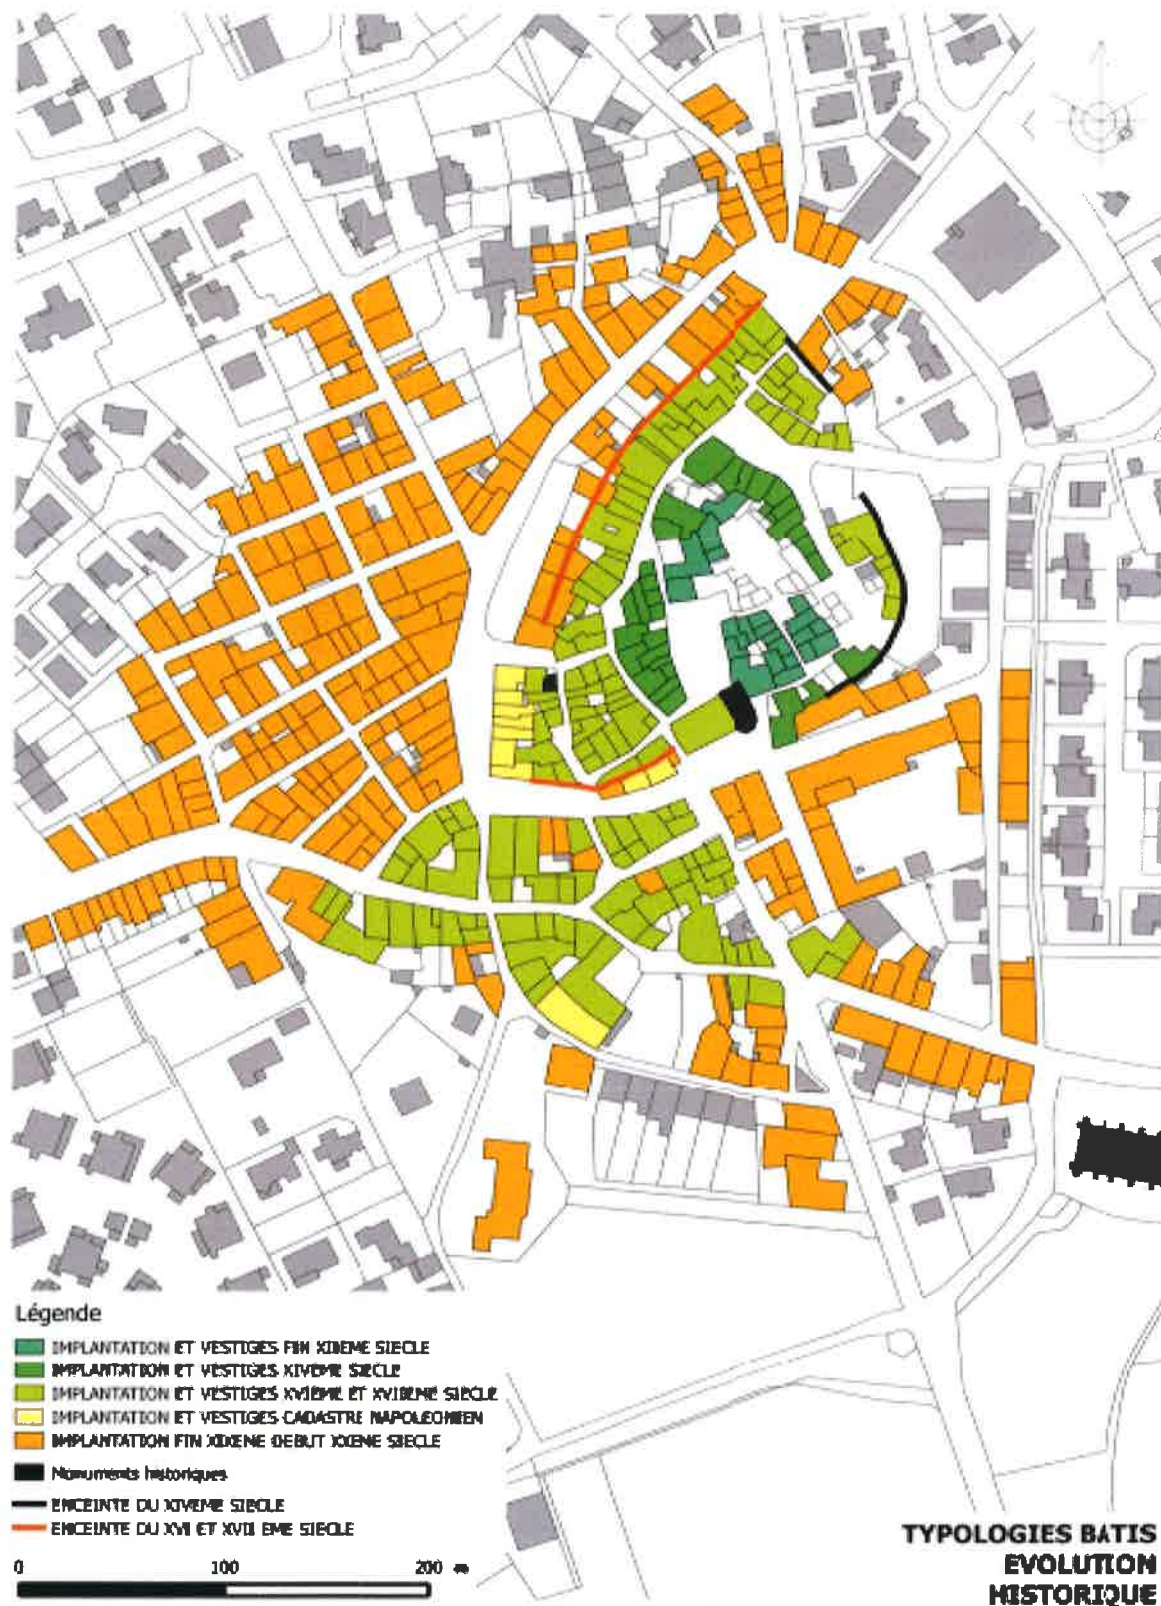 Légende
IMPLANTATION ET VESTIGES FIN XIIEME SIECLE
IMPLANTATION ET VESTIGES XIVEME SIECLE
IMPLANTATION ET VESTIGES XVIEME ET XVIIEME SIECLE
IMPLANTATION ET VESTIGES CADASTRE NAPOLEONIEN
IMPLANTATION FIN XIXEME DEBUT XXEME SIECLE
Monuments historiques
ENCEINTE DU XIVEME SIECLE
ENCEINTE DU XVI ET XVII EME SIECLE
0 100 200 m
TYPOLOGIES BATIS
EVOLUTION
HISTORIQUE